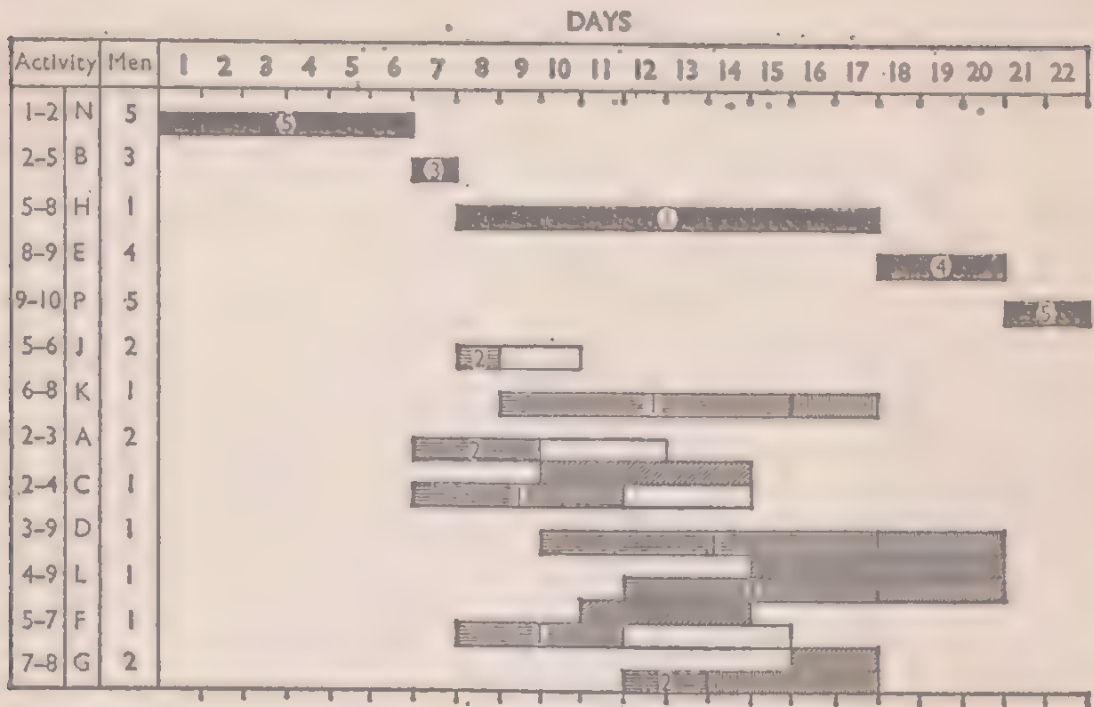 DAYS
Activity Men 1 2 3 4 5 6 7 8 9 10 11 12 13 14 15 16 17 18 19 20 21 22
1-2 N 5 5
2-5 B 3 3
5-8 H 1 1
8-9 E 4 4
9-10 P 5 5
5-6 J 2 2
6-8 K 1 1
2-3 A 2 2
2-4 C 1 1
3-9 D 1 1
4-9 L 1
5-7 F 1
7-8 G 2 2